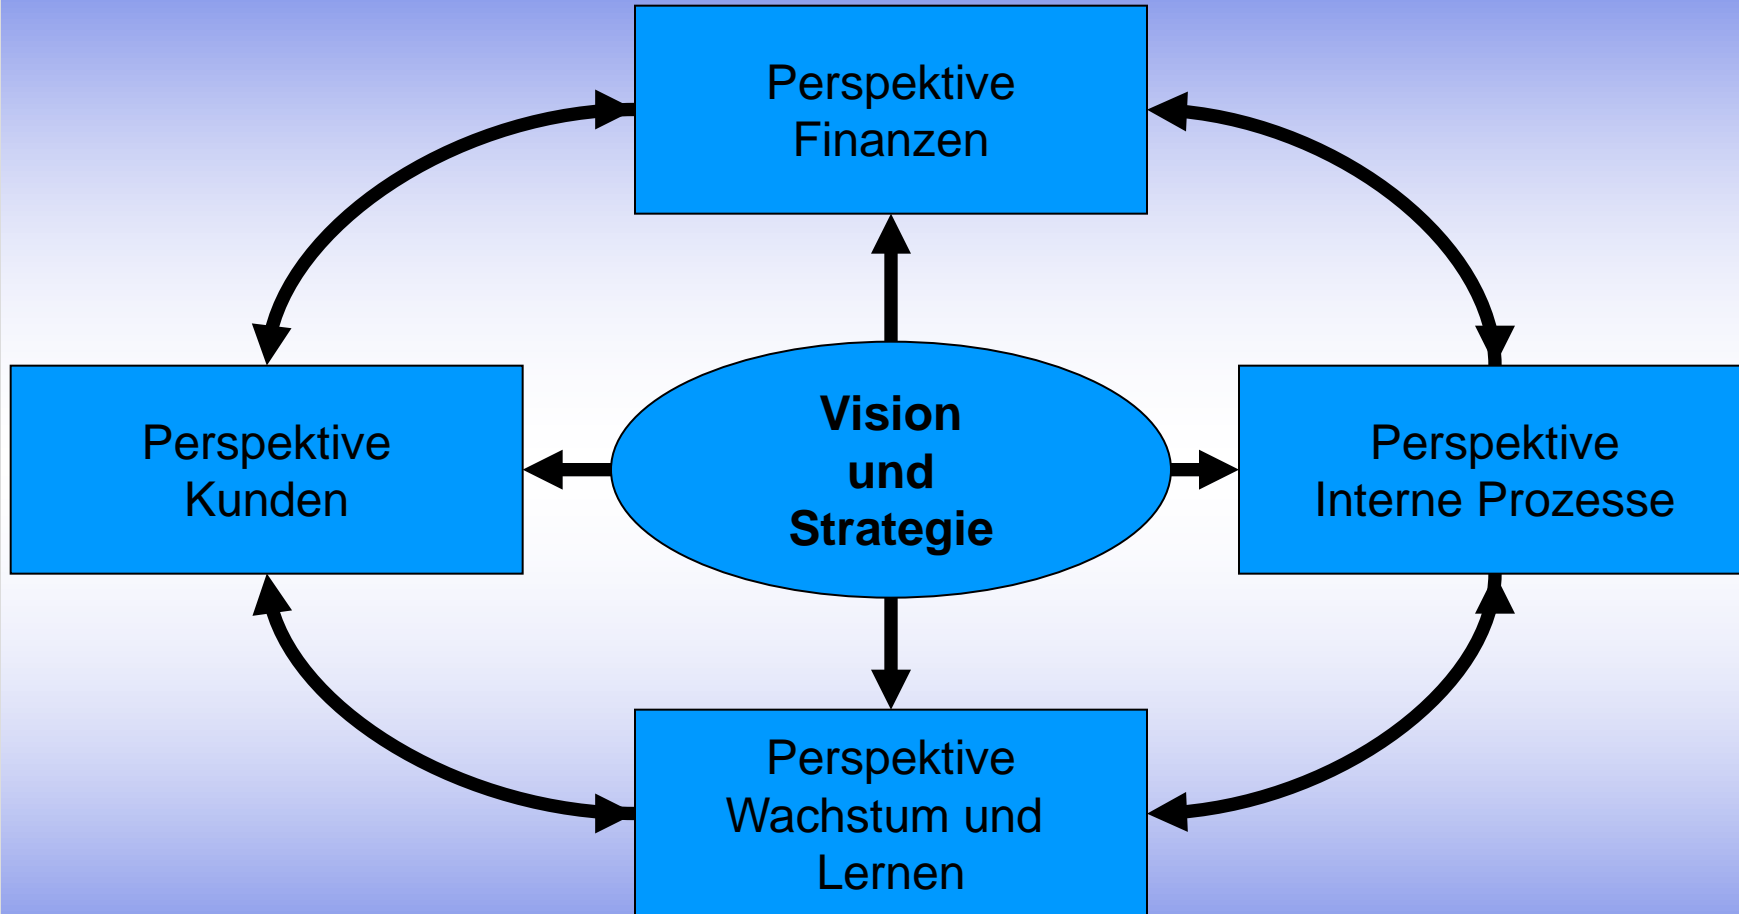 Perspektive
Finanzen
Perspektive
Kunden
Vision
und
Strategie
Perspektive
Interne Prozesse
Perspektive
Wachstum und
Lernen